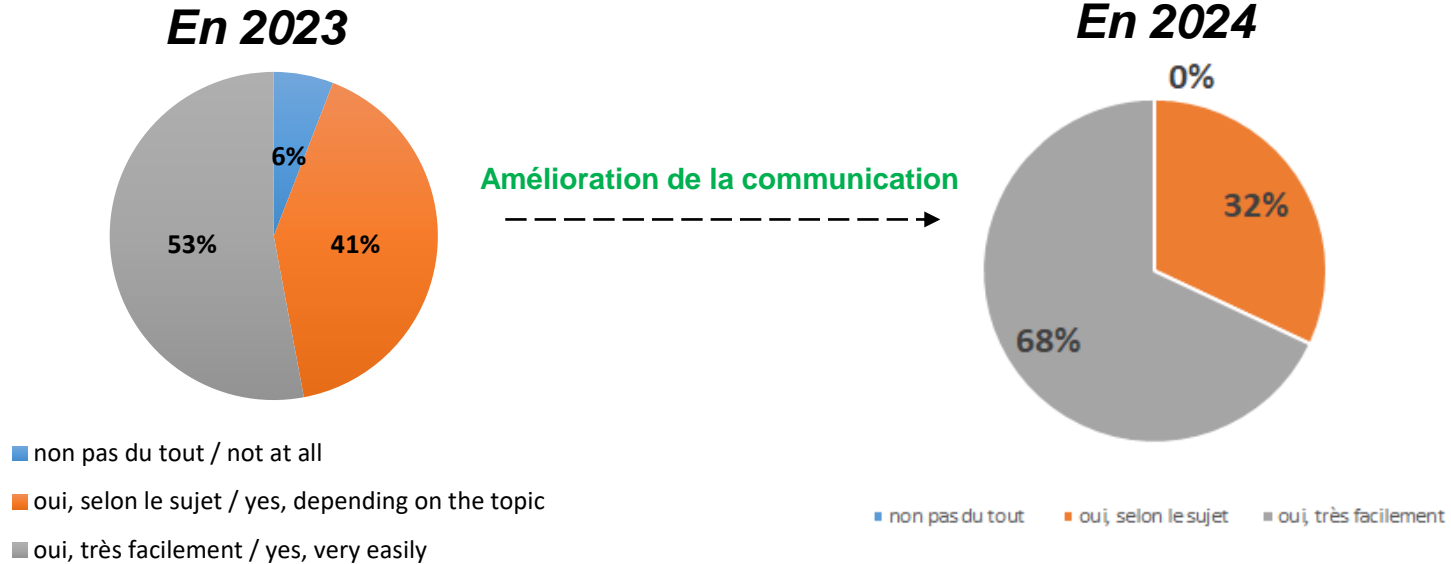 En 2023
6%
53%
41%
non pas du tout / not at all
oui, selon le sujet / yes, depending on the topic
oui, très facilement / yes, very easily
Amélioration de la communication
En 2024
0%
32%
68%
non pas du tout oui, selon le sujet oui, très facilement